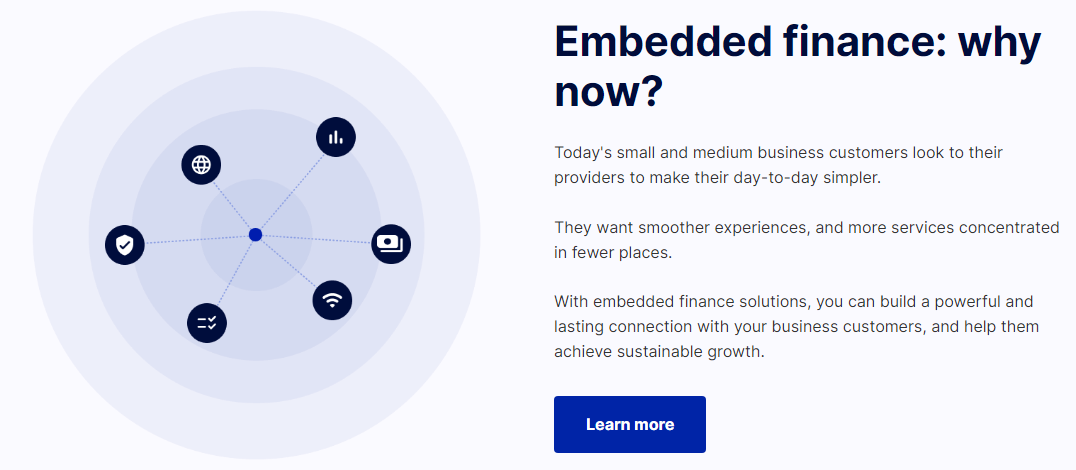 Embedded finance: why
now?
Today's small and medium business customers look to their
providers to make their day-to-day simpler.
They want smoother experiences, and more services concentrated
in fewer places.
With embedded finance solutions, you can build a powerful and
lasting connection with your business customers, and help them
achieve sustainable growth.
Learn more